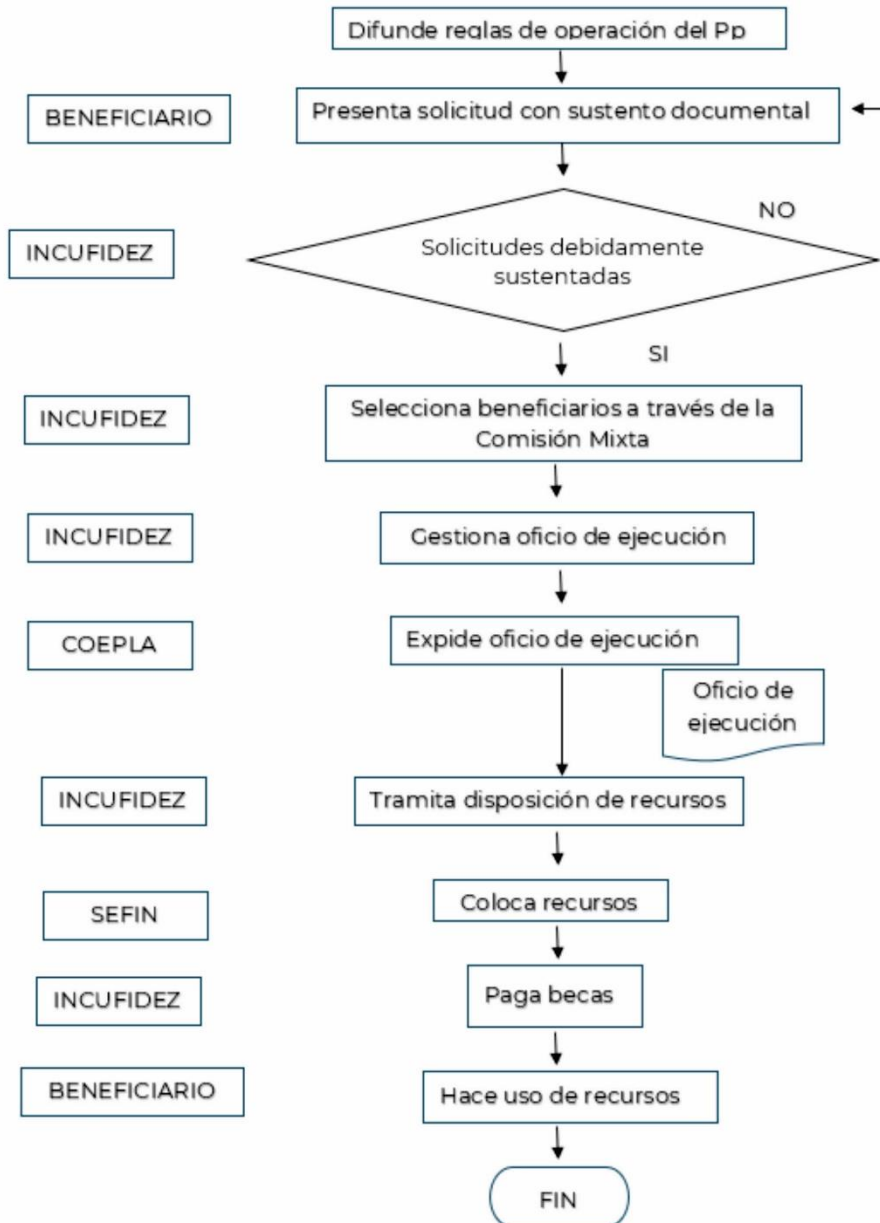 Difunde reglas de operación del Pp
BENEFICIARIO
Presenta solicitud con sustento documental
NO
INCUFIDEZ
Solicitudes debidamente
sustentadas
SI
INCUFIDEZ
Selecciona beneficiarios a través de la
Comisión Mixta
INCUFIDEZ
Gestiona oficio de ejecución
COEPLA
Expide oficio de ejecución
Oficio de
ejecución
INCUFIDEZ
Tramita disposición de recursos
SEFIN
Coloca recursos
INCUFIDEZ
Paga becas
BENEFICIARIO
Hace uso de recursos
FIN